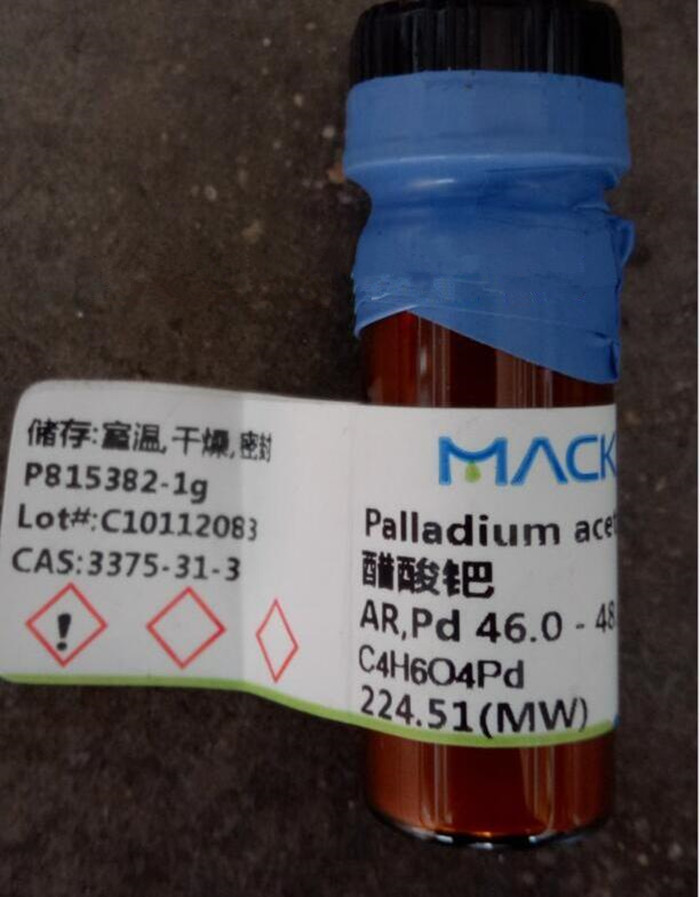 储存:室温,干燥,密封
P815382-1g
Lot#:C10112083
CAS:3375-31-3
MACK
Palladium ace
醋酸钯
AR,Pd 46.0 - 48
C4H6O4Pd
224.51(MW)